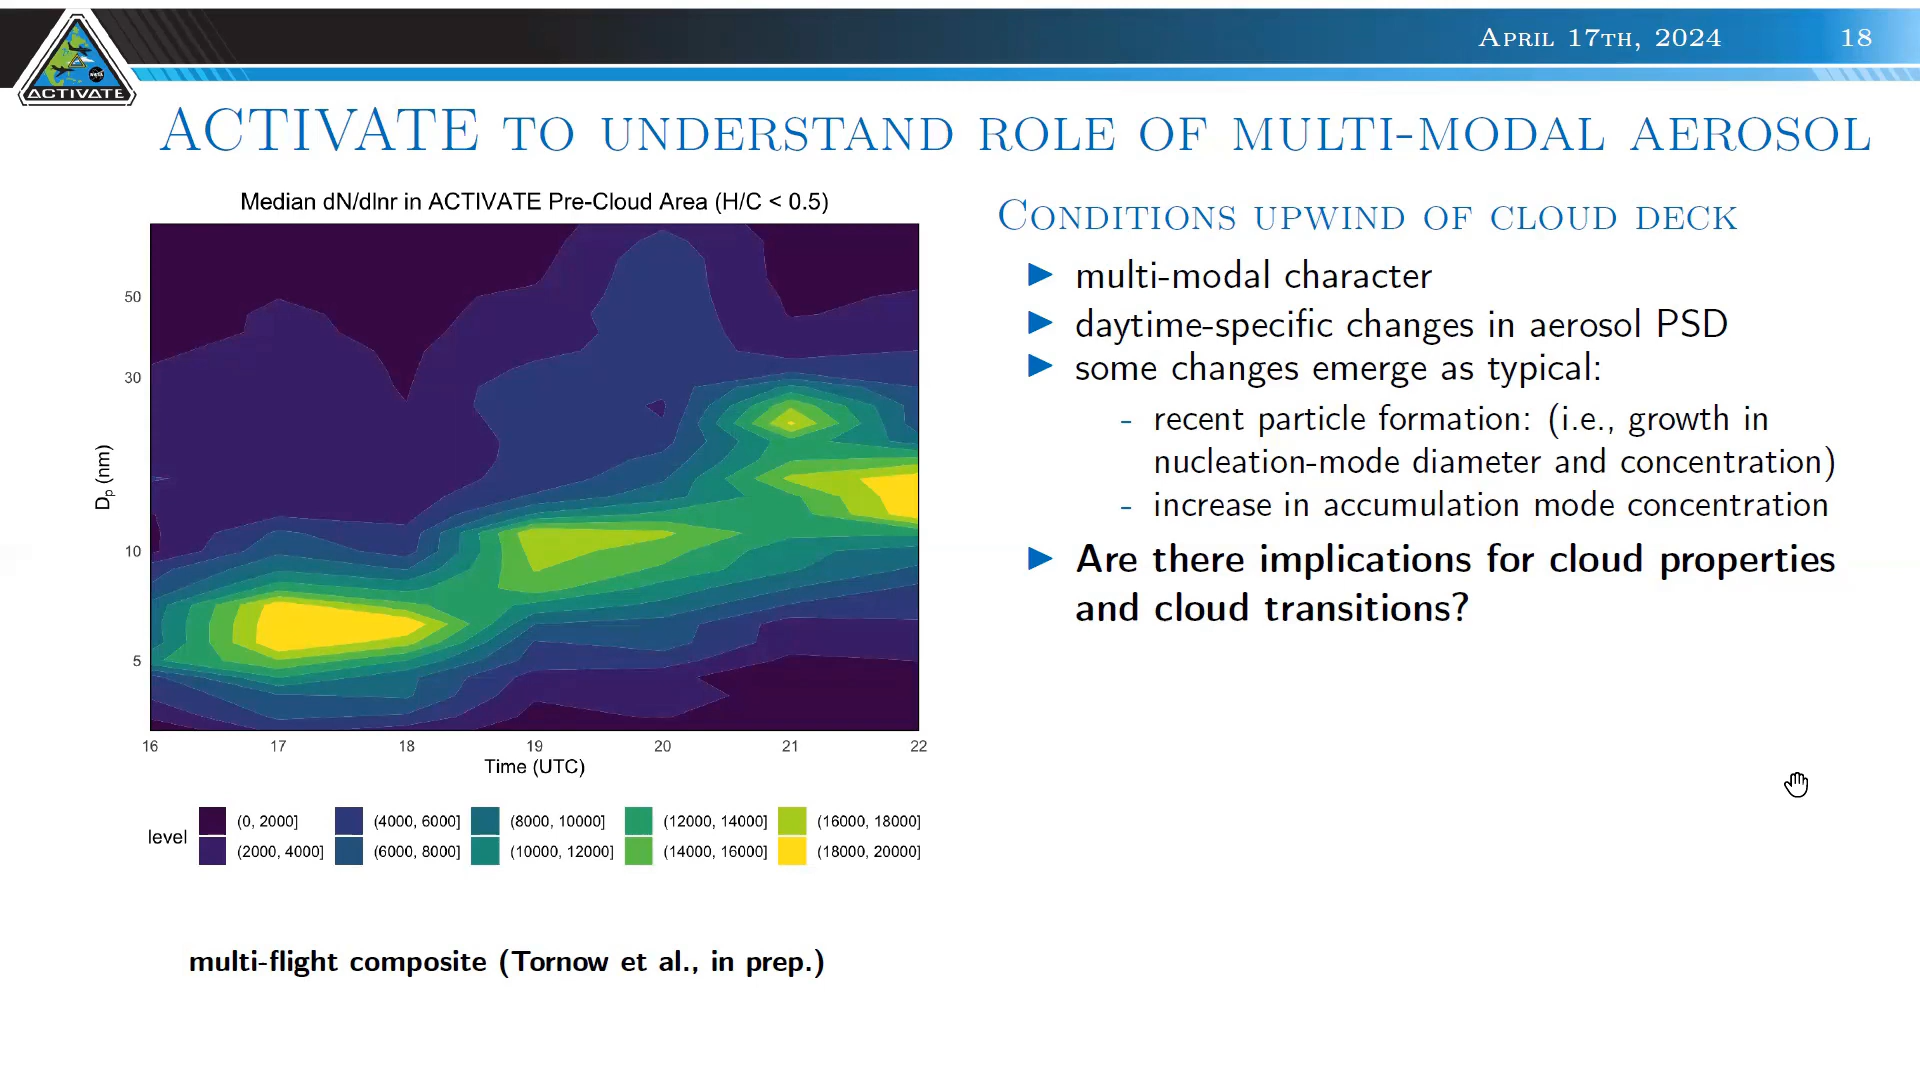 APRIL 17TH, 2024 18
ACTIVATE
ACTIVATE TO UNDERSTAND ROLE OF MULTI-MODAL AEROSOL
Median dN/dlnr in ACTIVATE Pre-Cloud Area (H/C < 0.5)
50
30
10
5
Dp (nm)
16 17 18 19 20 21 22
Time (UTC)
level
(0, 2000] (4000, 6000] (8000, 10000] (12000, 14000] (16000, 18000]
(2000, 4000] (6000, 8000] (10000, 12000] (14000, 16000] (18000, 20000]
multi-flight composite (Tornow et al., in prep.)
CONDITIONS UPWIND OF CLOUD DECK
▶ multi-modal character
▶ daytime-specific changes in aerosol PSD
▶ some changes emerge as typical:
- recent particle formation: (i.e., growth in
nucleation-mode diameter and concentration)
- increase in accumulation mode concentration
▶ Are there implications for cloud properties
and cloud transitions?